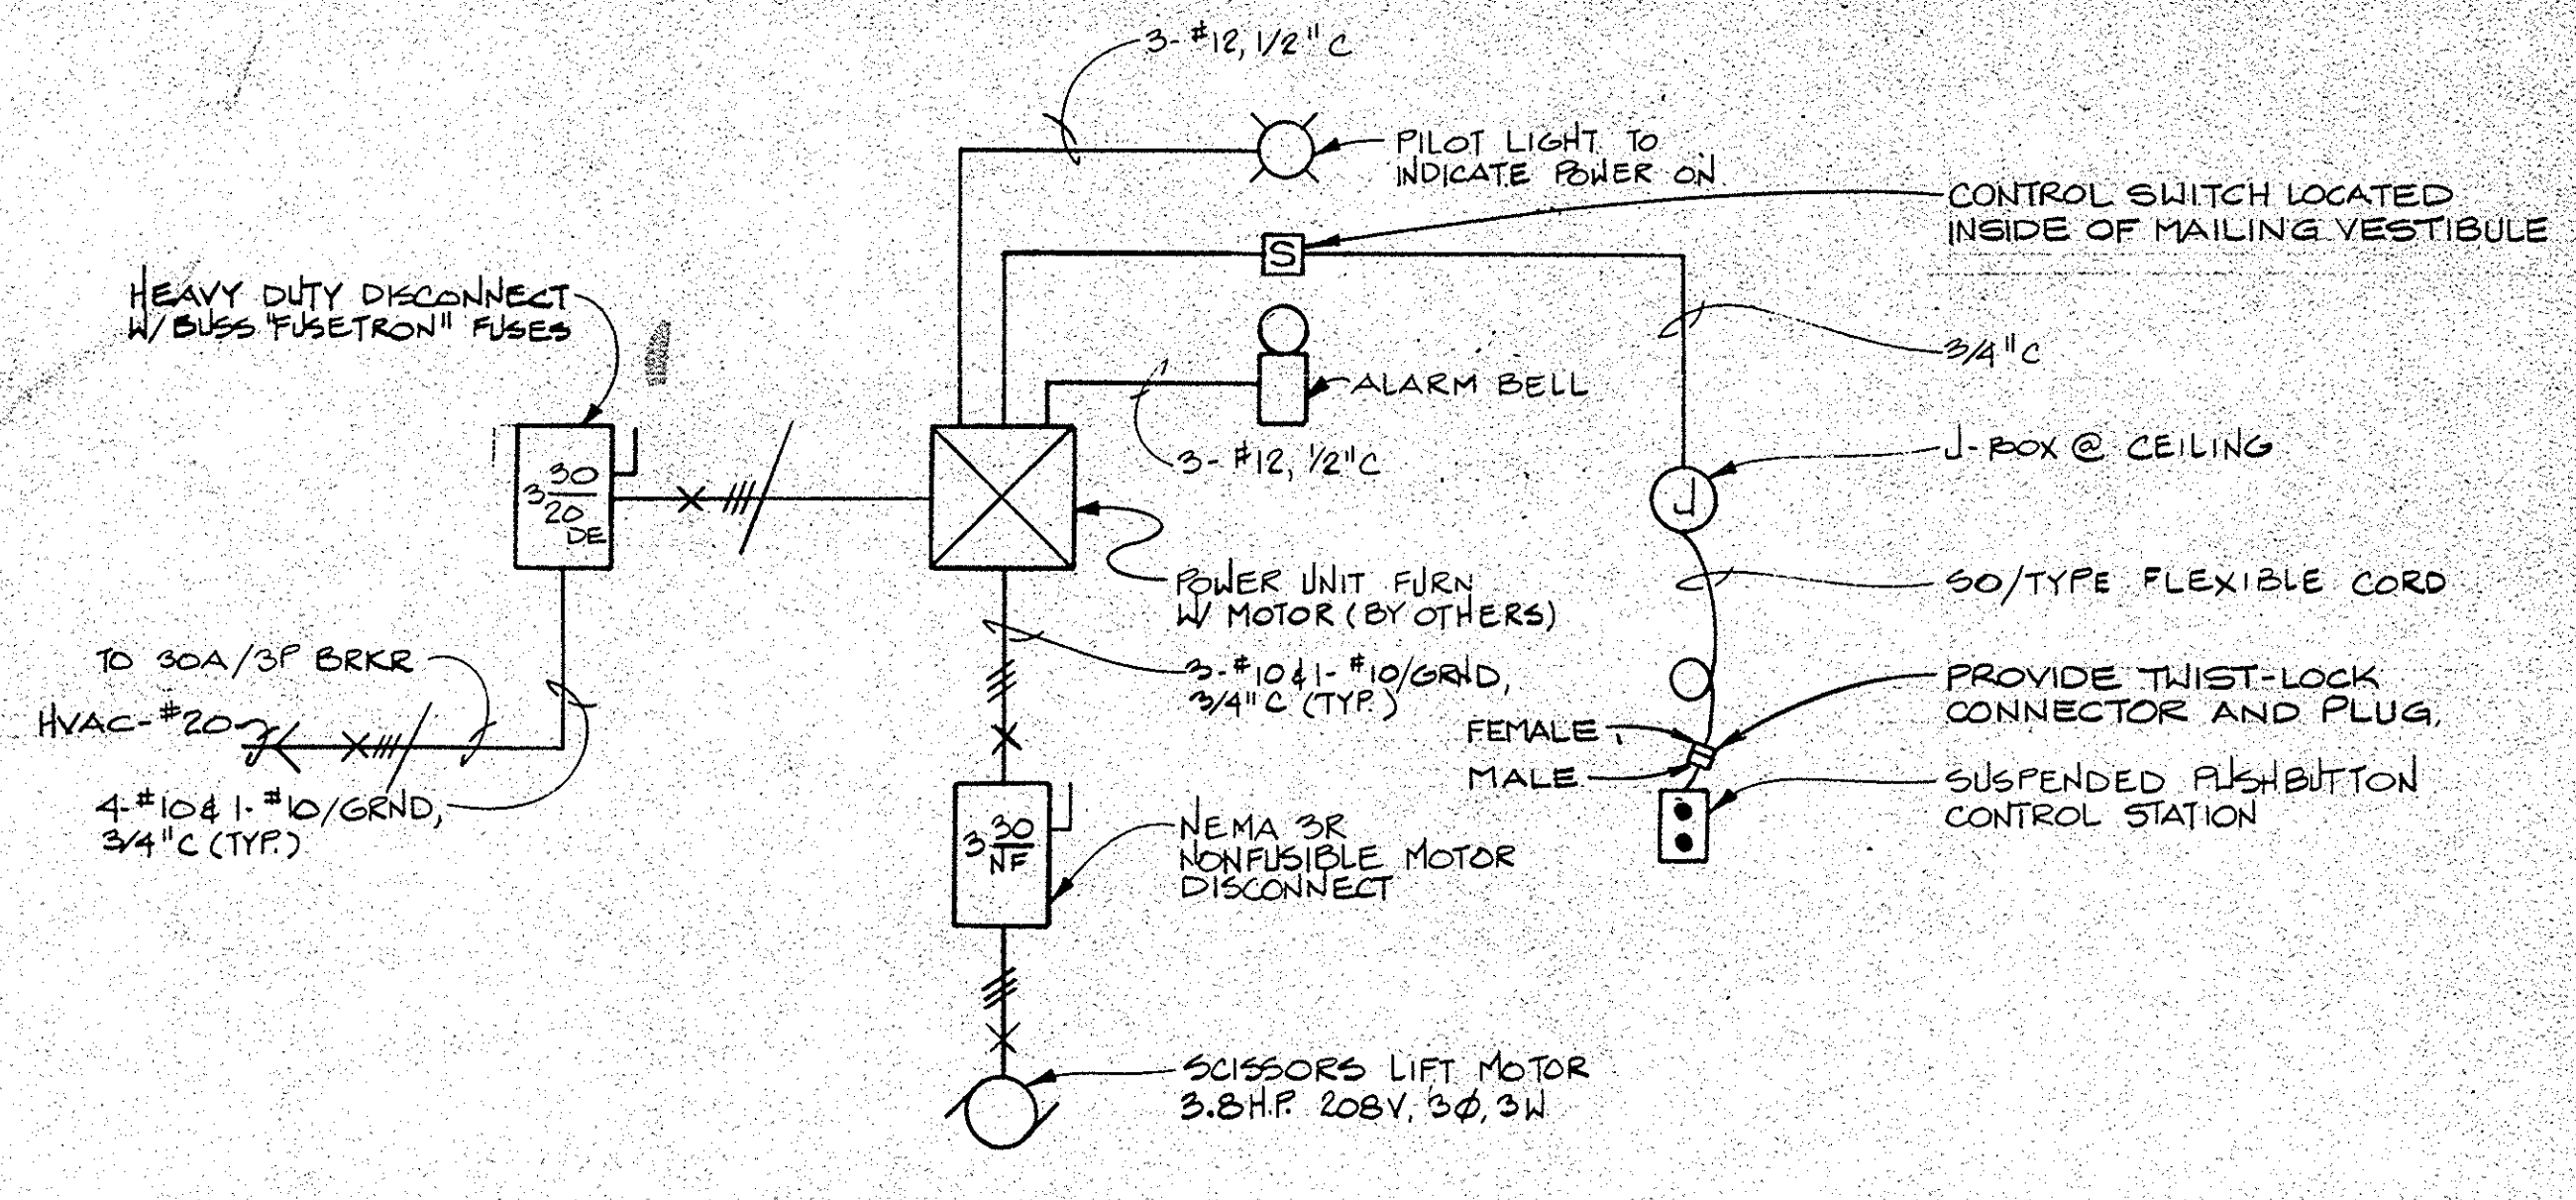 3-#12, 1/2"C
PILOT LIGHT TO
INDICATE POWER ON
CONTROL SWITCH LOCATED
INSIDE OF MAILING VESTIBULE
S
HEAVY DUTY DISCONNECT
W/ BUSS "FUSETRON" FUSES
3/4"C
ALARM BELL
3-#12, 1/2"C
J-BOX @ CEILING
J
3 30
20
DE
POWER UNIT FURN
W/ MOTOR (BY OTHERS)
SO/TYPE FLEXIBLE CORD
TO 30A/3P BRKR
HVAC-#20
4-#10 & 1-#10/GRND,
3/4"C (TYP.)
3-#10 & 1-#10/GRND,
3/4"C (TYP.)
PROVIDE TWIST-LOCK
CONNECTOR AND PLUG.
FEMALE
MALE
SUSPENDED PUSHBUTTON
CONTROL STATION
3 30
NF
NEMA 3R
NONFUSIBLE MOTOR
DISCONNECT
SCISSORS LIFT MOTOR
3.8H.P. 208V, 3Ø, 3W